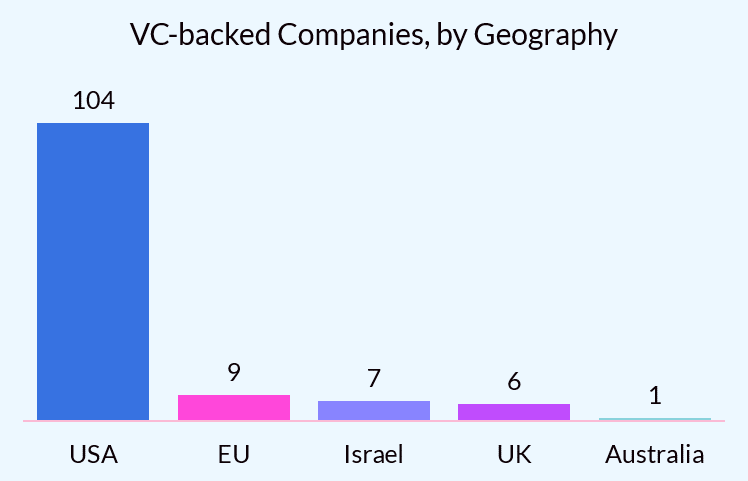 VC-backed Companies, by Geography
104
9
7
6
1
USA
EU
Israel
UK
Australia